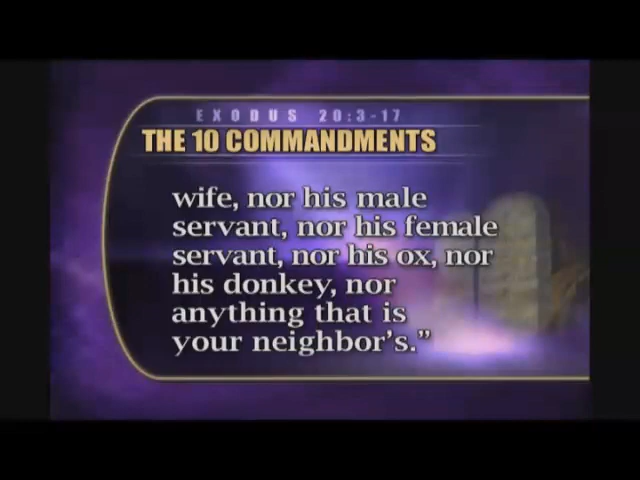 EXODUS 20:3-17
THE 10 COMMANDMENTS
wife, nor his male
servant, nor his female
servant, nor his ox, nor
his donkey, nor
anything that is
your neighbor's.”